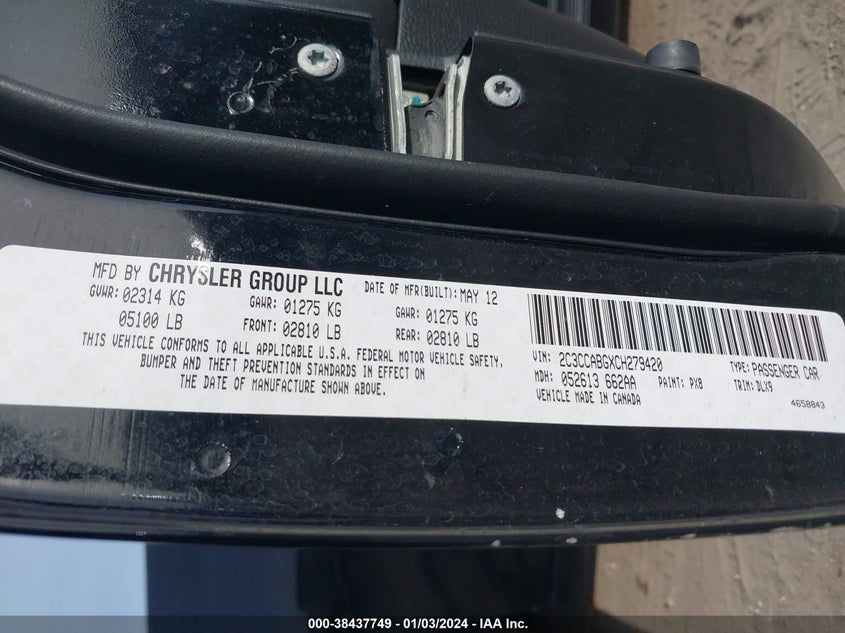 MFD BY CHRYSLER GROUP LLC DATE OF MFR(BUILT): MAY 12
GVWR: 02314 KG GAWR: 01275 KG GAWR: 01275 KG
05100 LB FRONT: 02810 LB REAR: 02810 LB
THIS VEHICLE CONFORMS TO ALL APPLICABLE U.S.A. FEDERAL MOTOR VEHICLE SAFETY,
BUMPER AND THEFT PREVENTION STANDARDS IN EFFECT ON
THE DATE OF MANUFACTURE SHOWN ABOVE.
VIN: 2C3CCABGXCH279420 TYPE: PASSENGER CAR
MDH: 052613 662AA PAINT: PX8 TRIM: DLX9
VEHICLE MADE IN CANADA 4658843
000-38437749 - 01/03/2024 - IAA Inc.